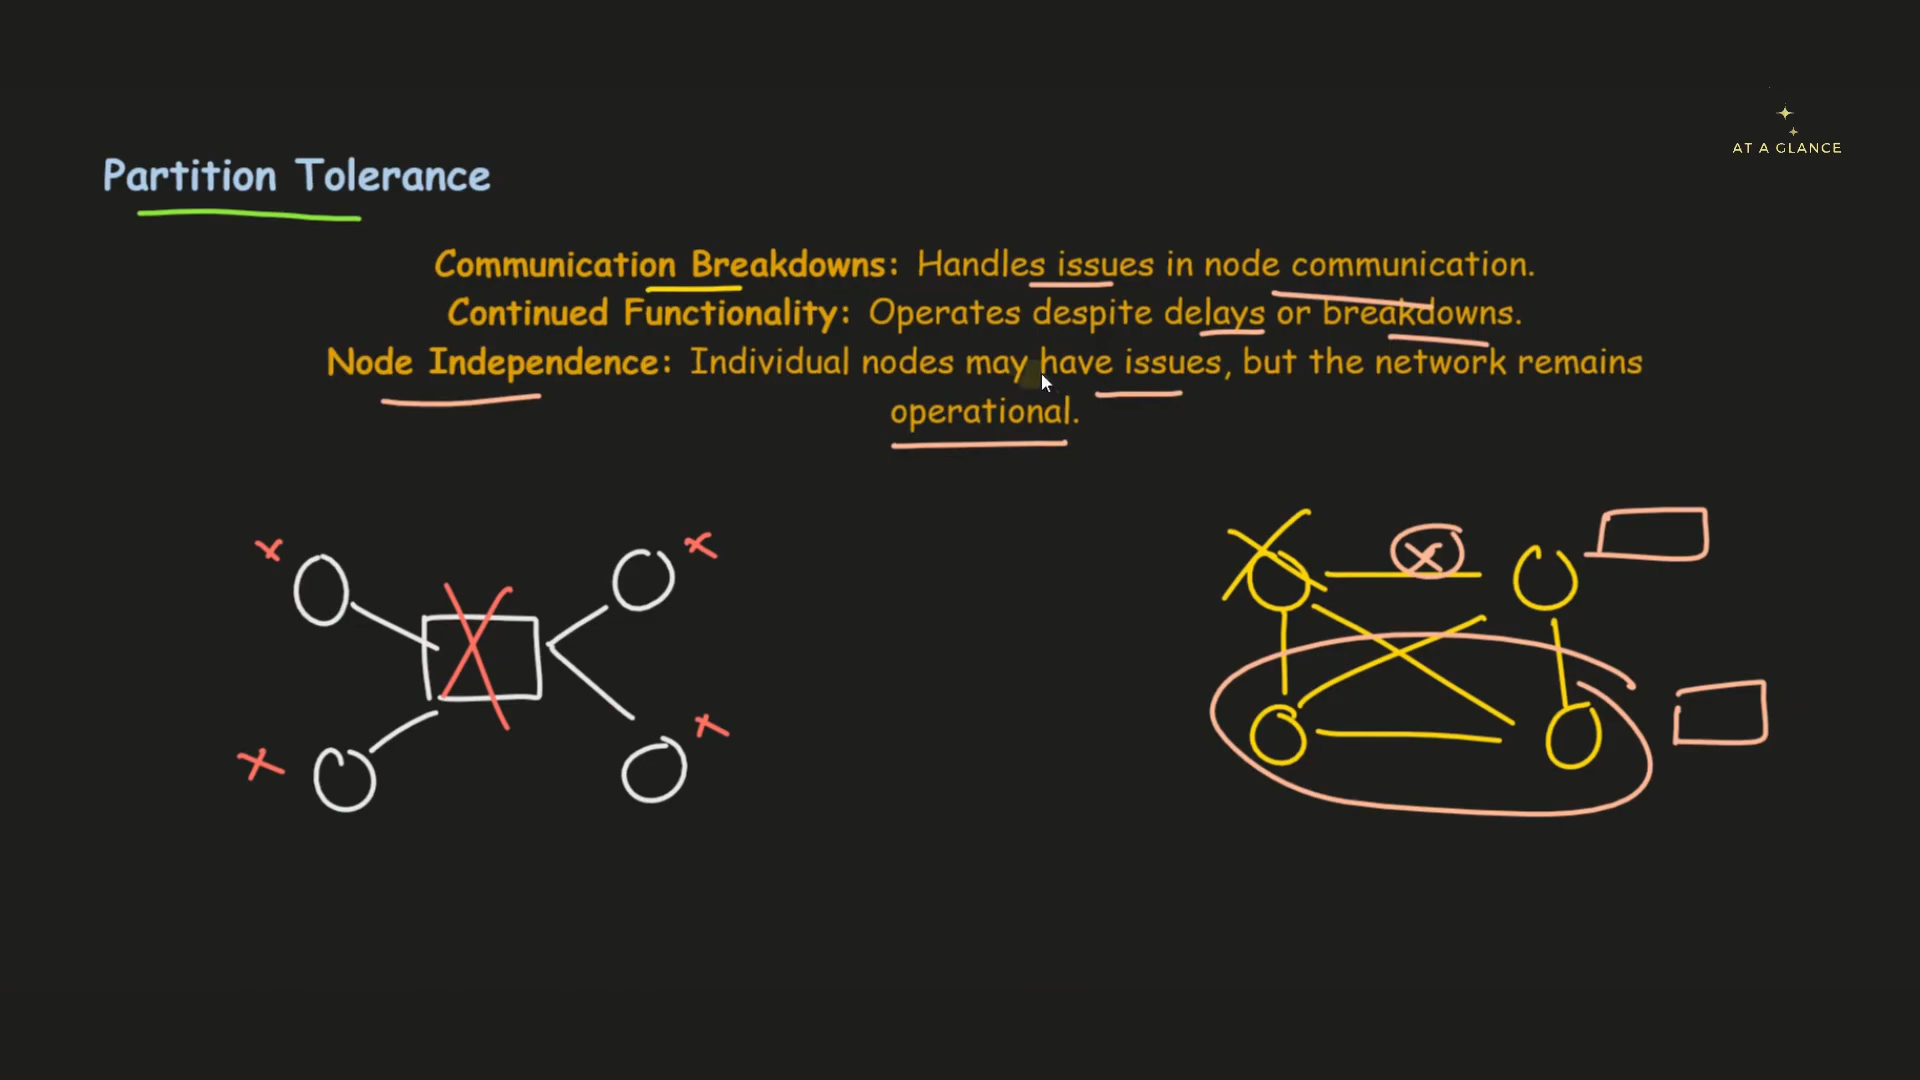 AT A GLANCE
Partition Tolerance
Communication Breakdowns: Handles issues in node communication.
Continued Functionality: Operates despite delays or breakdowns.
Node Independence: Individual nodes may have issues, but the network remains
operational.